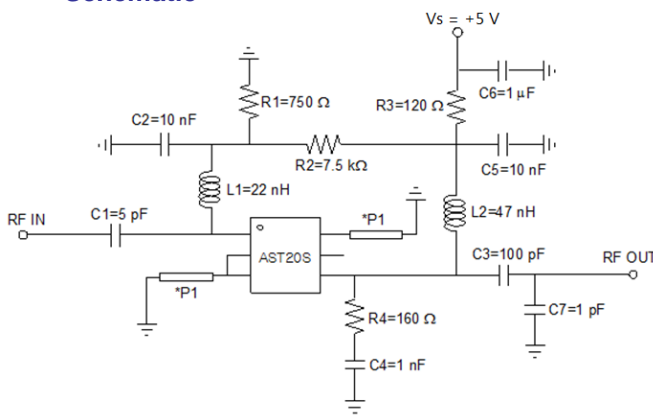 Schematic
Vs = +5 V
R1=750 Ω
C6=1 µF
R3=120 Ω
C2=10 nF
R2=7.5 kΩ
C5=10 nF
L1=22 nH
L2=47 nH
C1=5 pF
*P1
RF IN
AST20S
C3=100 pF
RF OUT
*P1
R4=160 Ω
C7=1 pF
C4=1 nF